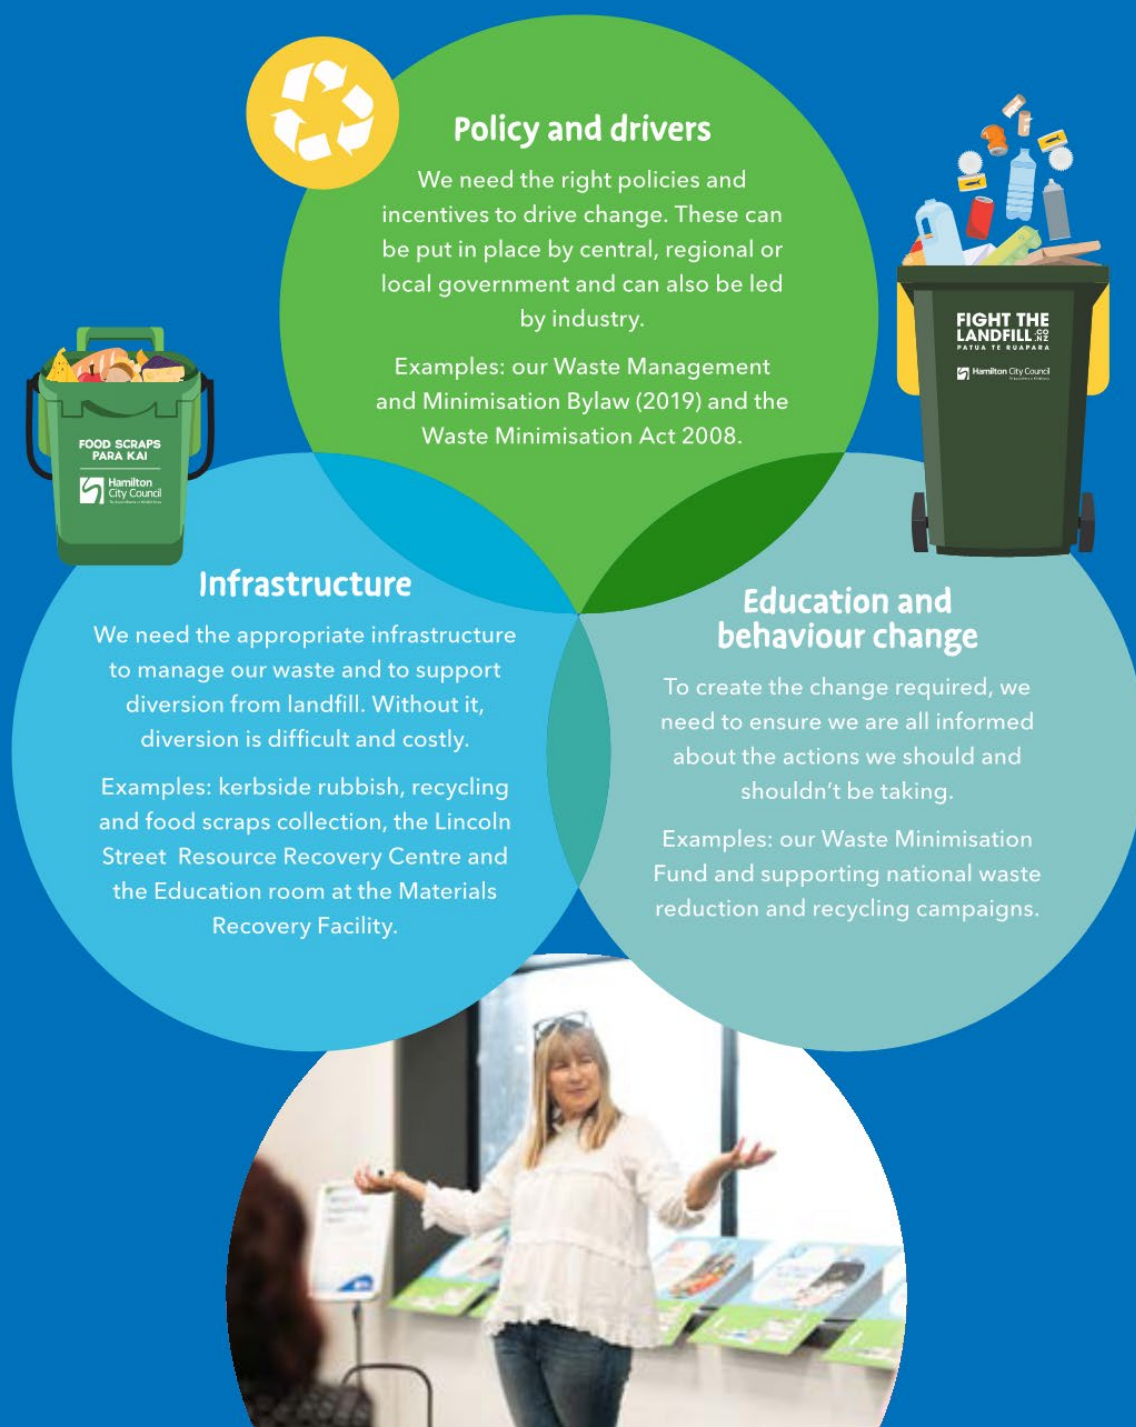 Policy and drivers
We need the right policies and
incentives to drive change. These can
be put in place by central, regional or
local government and can also be led
by industry.
Examples: our Waste Management
and Minimisation Bylaw (2019) and the
Waste Minimisation Act 2008.
FIGHT THE
LANDFILL.CO.NZ
PATUA TE RUAPARA
Hamilton City Council
FOOD SCRAPS
PARA KAI
Hamilton
City Council
Infrastructure
We need the appropriate infrastructure
to manage our waste and to support
diversion from landfill. Without it,
diversion is difficult and costly.
Examples: kerbside rubbish, recycling
and food scraps collection, the Lincoln
Street Resource Recovery Centre and
the Education room at the Materials
Recovery Facility.
Education and
behaviour change
To create the change required, we
need to ensure we are all informed
about the actions we should and
shouldn't be taking.
Examples: our Waste Minimisation
Fund and supporting national waste
reduction and recycling campaigns.